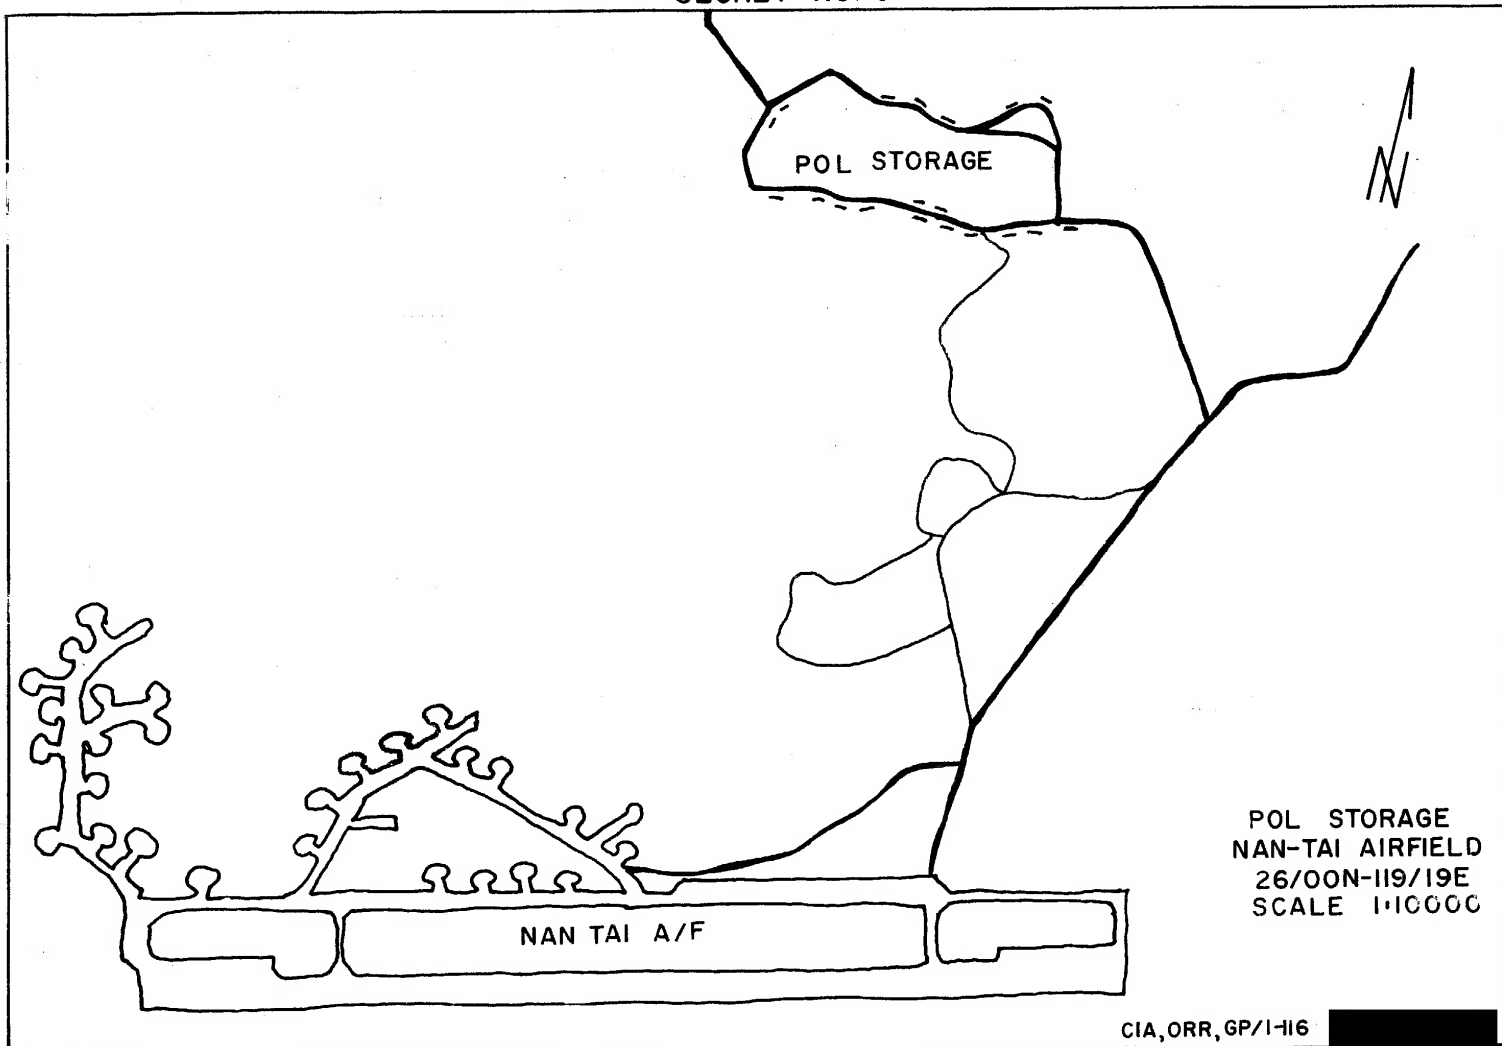 POL STORAGE
N
NAN TAI A/F
POL STORAGE
NAN-TAI AIRFIELD
26/00N-119/19E
SCALE 1:10000
CIA,ORR,GP/1-116